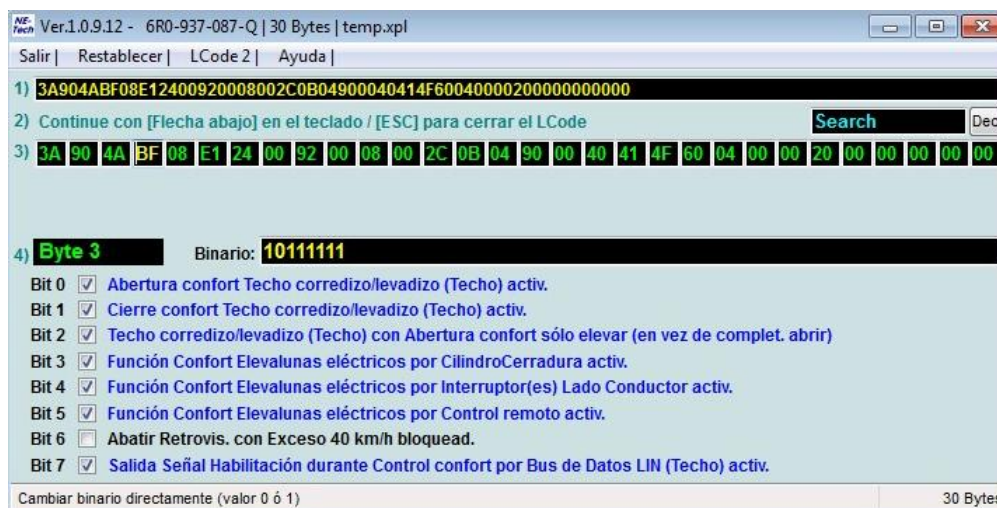 NE-Tech Ver.1.0.9.12 - 6R0-937-087-Q | 30 Bytes | temp.xpl
Salir | Restablecer | LCode 2 | Ayuda |
1) 3A904ABF08E12400920008002C0B04900040414F60040000200000000000
2) Continue con [Flecha abajo] en el teclado / [ESC] para cerrar el LCode Search Dec
3) 3A 90 4A BF 08 E1 24 00 92 00 08 00 2C 0B 04 90 00 40 41 4F 60 04 00 00 20 00 00 00 00 00
4) Byte 3 Binario: 10111111
Bit 0 Abertura confort Techo corredizo/levadizo (Techo) activ.
Bit 1 Cierre confort Techo corredizo/levadizo (Techo) activ.
Bit 2 Techo corredizo/levadizo (Techo) con Abertura confort sólo elevar (en vez de complet. abrir)
Bit 3 Función Confort Elevalunas eléctricos por CilindroCerradura activ.
Bit 4 Función Confort Elevalunas eléctricos por Interruptor(es) Lado Conductor activ.
Bit 5 Función Confort Elevalunas eléctricos por Control remoto activ.
Bit 6 Abatir Retrovis. con Exceso 40 km/h bloquead.
Bit 7 Salida Señal Habilitación durante Control confort por Bus de Datos LIN (Techo) activ.
Cambiar binario directamente (valor 0 ó 1) 30 Bytes